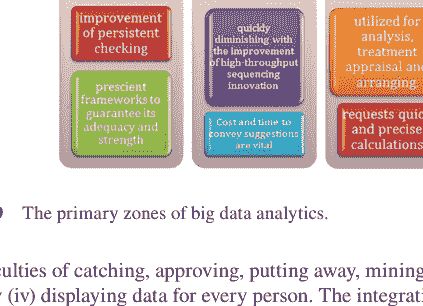 improvement
of persistent
checking
prescient
frameworks to
guarantee its
adequacy and
strength
quickly
diminishing with
the improvement
of high-throughput
sequencing
innovation
Cost and time to
convey suggestions
are vital
utilized for
analysis,
treatment
appraisal and
arranging
requests quick
and precise
calculations
The primary zones of big data analytics.
culties of catching, approving, putting away, mining
(iv) displaying data for every person. The integrati